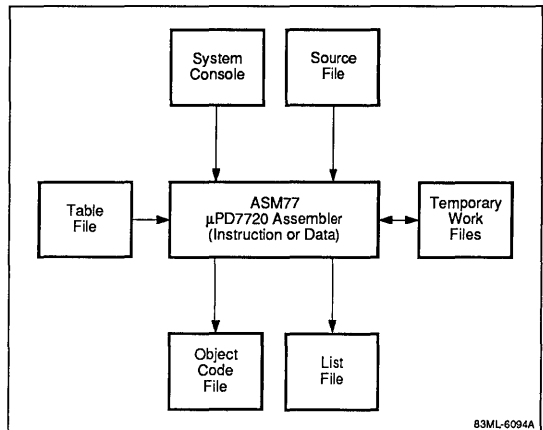 System
Console
Source
File
Table
File
ASM77
μPD7720 Assembler
(Instruction or Data)
Temporary
Work
Files
Object
Code
File
List
File
83ML-6094A